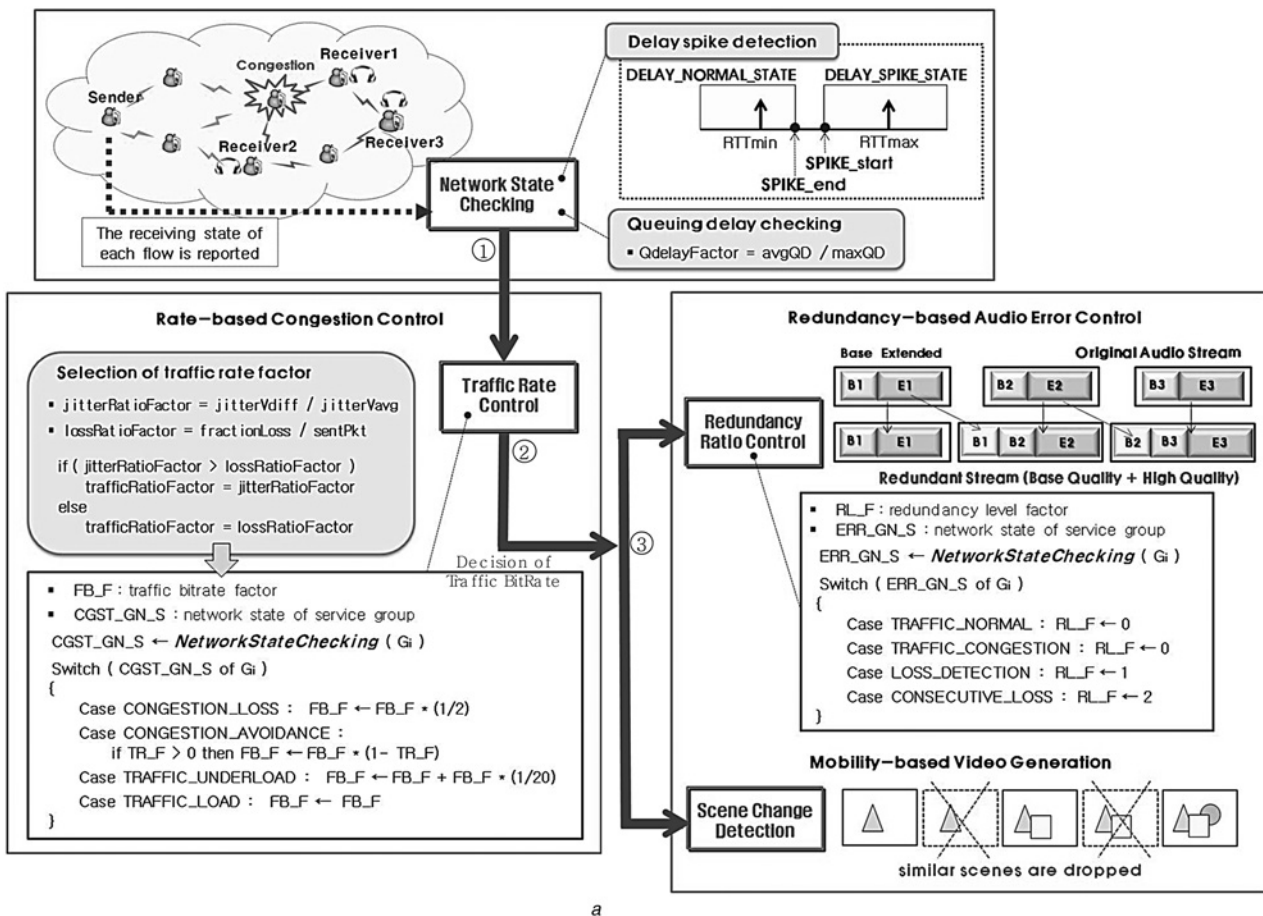 Delay spike detection
Receiver1
Congestion
DELAY_NORMAL_STATE
DELAY_SPIKE_STATE
Sender
RTTmin
RTTmax
Receiver2
Receiver3
SPIKE_start
SPIKE_end
Network State
Checking
The receiving state of
each flow is reported
Queuing delay checking
▪ QdelayFactor = avgQD / maxQD
①
Rate-based Congestion Control
Selection of traffic rate factor
▪ jitterRatioFactor = jitterVdiff / jitterVavg
▪ lossRatioFactor = fractionLoss / sentPkt
if ( jitterRatioFactor > lossRatioFactor )
trafficRatioFactor = jitterRatioFactor
else
trafficRatioFactor = lossRatioFactor
Traffic Rate
Control
②
③
Decision of
Traffic BitRate
▪ FB_F : traffic bitrate factor
▪ CGST_GN_S : network state of service group
CGST_GN_S ← NetworkStateChecking ( Gi )
Switch ( CGST_GN_S of Gi )
{
Case CONGESTION_LOSS : FB_F ← FB_F * (1/2)
Case CONGESTION_AVOIDANCE :
if TR_F > 0 then FB_F ← FB_F * (1- TR_F)
Case TRAFFIC_UNDERLOAD : FB_F ← FB_F + FB_F * (1/20)
Case TRAFFIC_LOAD : FB_F ← FB_F
}
Redundancy-based Audio Error Control
Base Extended
Original Audio Stream
B1 E1 B2 E2 B3 E3
Redundancy
Ratio Control
B1 E1 B1 B2 E2 B2 B3 E3
Redundant Stream (Base Quality + High Quality)
▪ RL_F : redundancy level factor
▪ ERR_GN_S : network state of service group
ERR_GN_S ← NetworkStateChecking ( Gi )
Switch ( ERR_GN_S of Gi )
{
Case TRAFFIC_NORMAL : RL_F ← 0
Case TRAFFIC_CONGESTION : RL_F ← 0
Case LOSS_DETECTION : RL_F ← 1
Case CONSECUTIVE_LOSS : RL_F ← 2
}
Mobility-based Video Generation
Scene Change
Detection
similar scenes are dropped
a